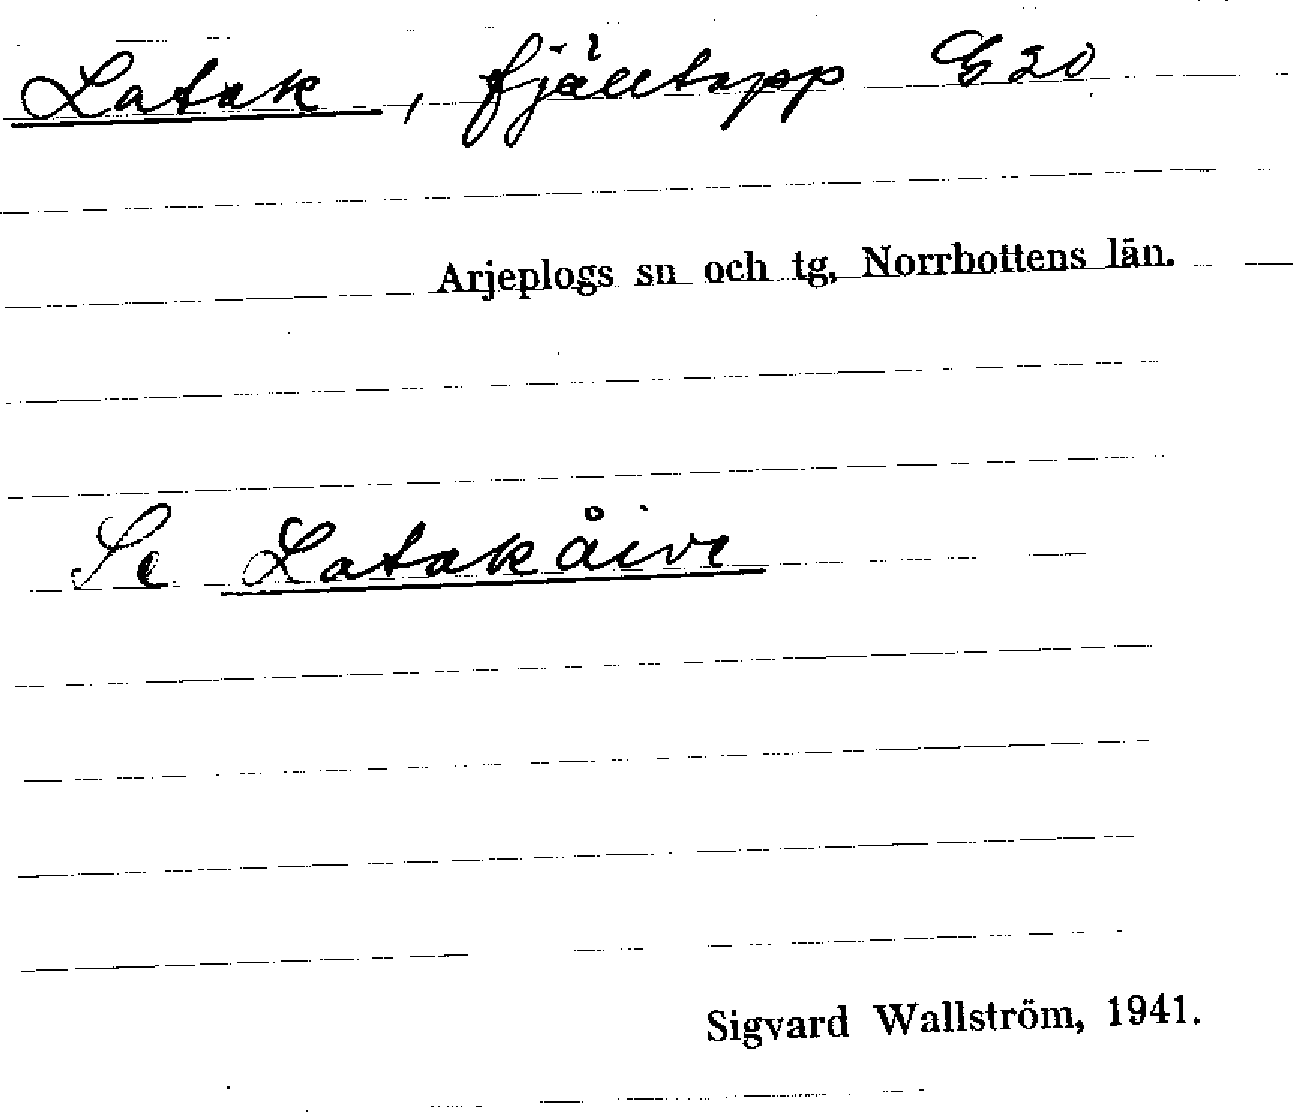 Latak, fjälltopp G20
Arjeplogs sn och tg, Norrbottens län.
Se Latakåive
Sigvard Wallström, 1941.